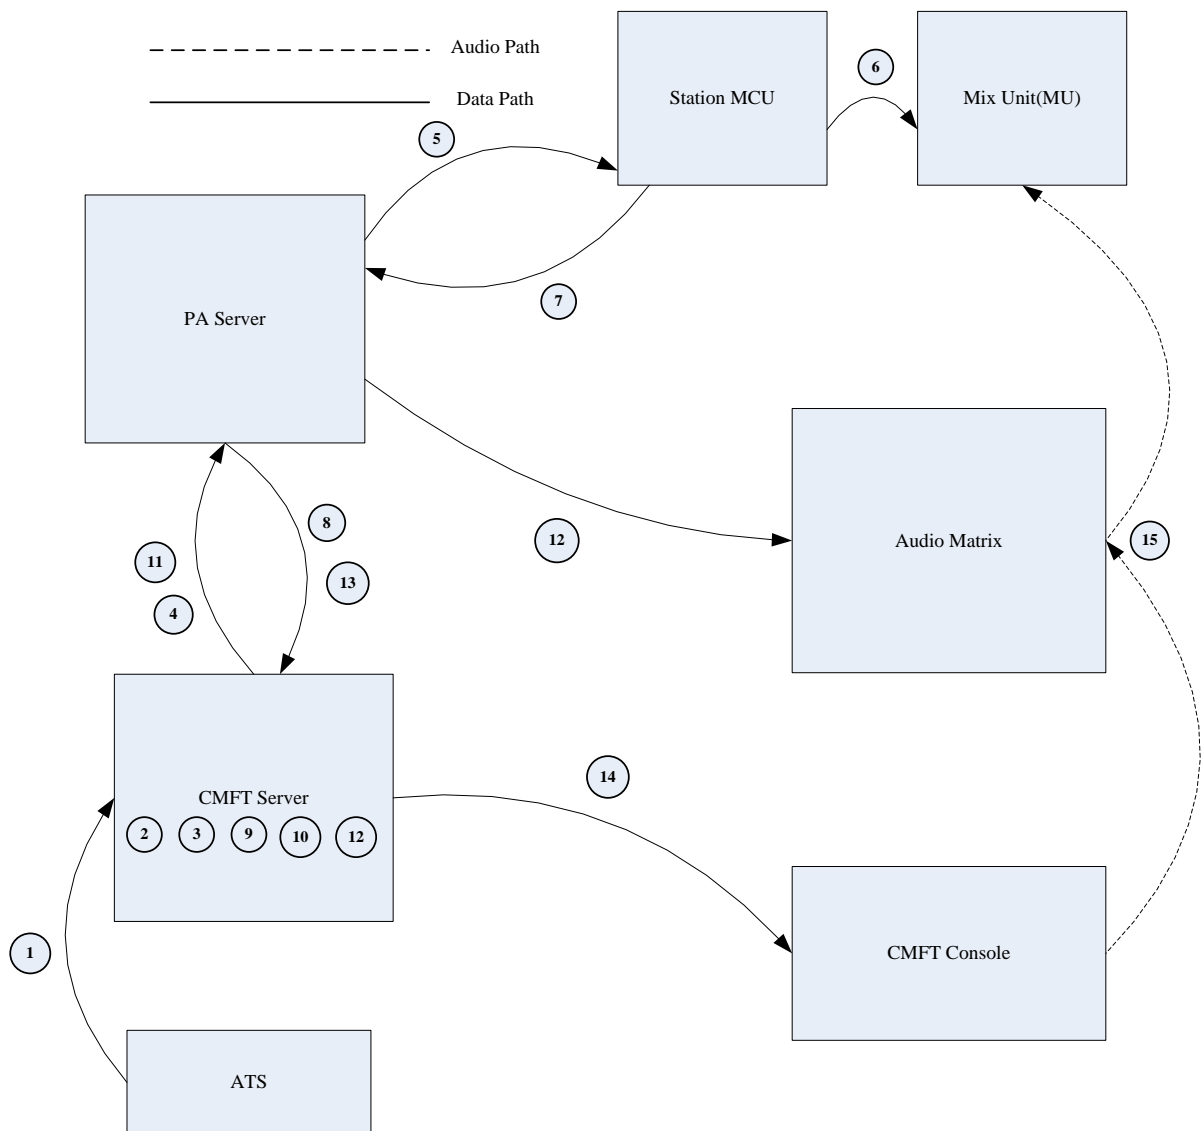 Audio Path
Data Path
Station MCU
Mix Unit(MU)
6
5
7
PA Server
12
Audio Matrix
15
8
11
13
4
14
CMFT Server
2 3 9 10 12
CMFT Console
1
ATS